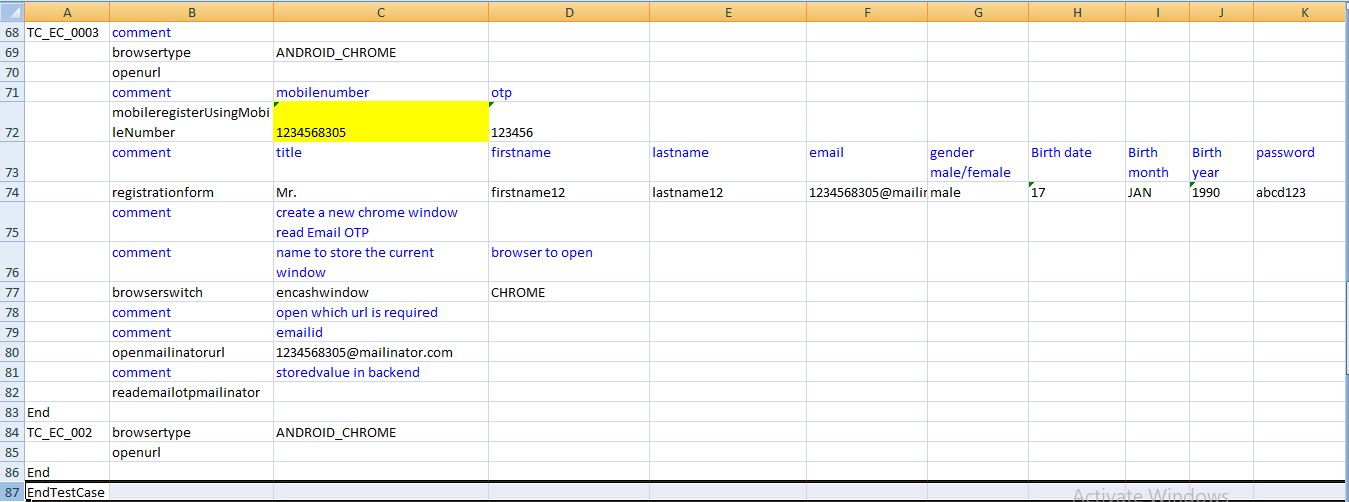 A B C D E F G H I J K
68 TC_EC_0003 comment
69 browsertype ANDROID_CHROME
70 openurl
71 comment mobilenumber otp
mobileregisterUsingMobi
72 leNumber 1234568305 123456
comment title firstname lastname email gender Birth date Birth Birth password
73 male/female month year
74 registrationform Mr. firstname12 lastname12 1234568305@mailin male 17 JAN 1990 abcd123
comment create a new chrome window
75 read Email OTP
comment name to store the current browser to open
76 window
77 browserswitch encashwindow CHROME
78 comment open which url is required
79 comment emailid
80 openmailinatorurl 1234568305@mailinator.com
81 comment storedvalue in backend
82 reademailotpmailinator
83 End
84 TC_EC_002 browsertype ANDROID_CHROME
85 openurl
86 End
87 EndTestCase
Activate Windows